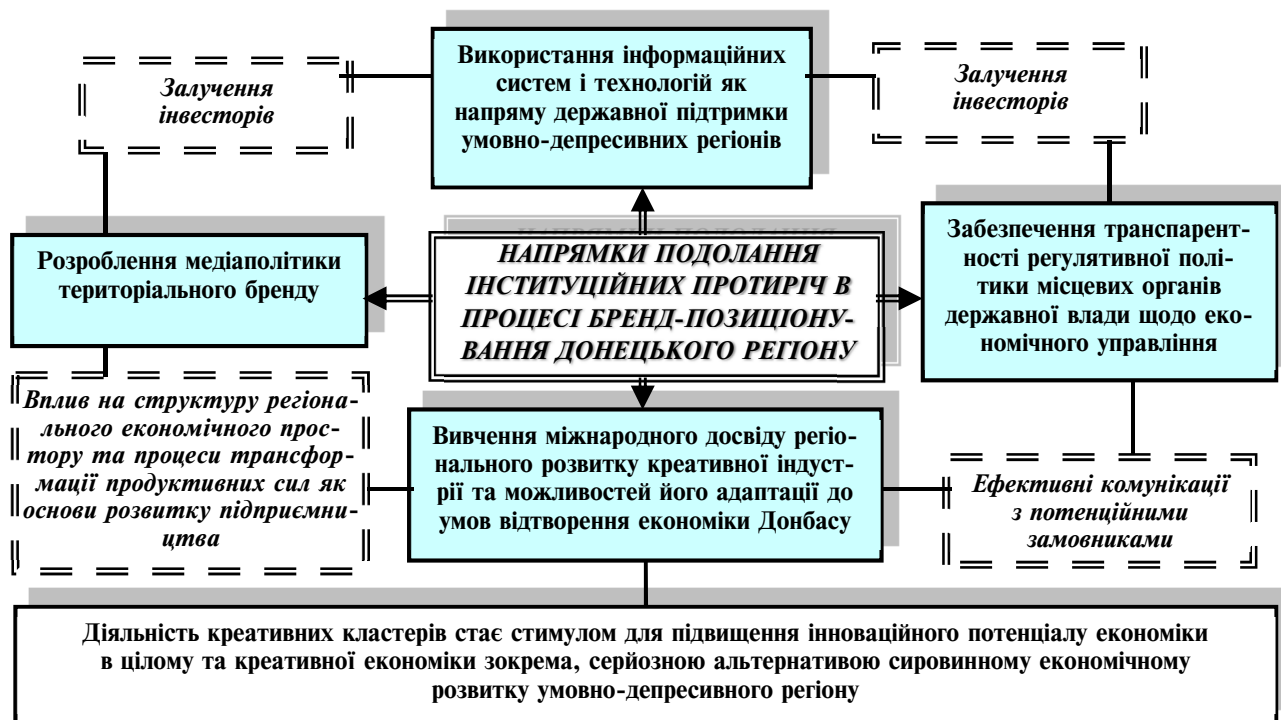 Залучення
інвесторів
Використання інформаційних
систем і технологій як
напряму державної підтримки
умовно-депресивних регіонів
Залучення
інвесторів
Розроблення медіаполітики
територіального бренду
НАПРЯМКИ ПОДОЛАННЯ
ІНСТИТУЦІЙНИХ ПРОТИРІЧ В
ПРОЦЕСІ БРЕНД-ПОЗИЦІОНУ-
ВАННЯ ДОНЕЦЬКОГО РЕГІОНУ
Забезпечення транспарент-
ності регулятивної полі-
тики місцевих органів
державної влади щодо еко-
номічного управління
Вплив на структуру регіона-
льного економічного прос-
тору та процеси трансфор-
мації продуктивних сил як
основи розвитку підприємни-
цтва
Вивчення міжнародного досвіду регіо-
нального розвитку креативної індуст-
рії та можливостей його адаптації до
умов відтворення економіки Донбасу
Ефективні комунікації
з потенційними
замовниками
Діяльність креативних кластерів стає стимулом для підвищення інноваційного потенціалу економіки
в цілому та креативної економіки зокрема, серйозною альтернативою сировинному економічному
розвитку умовно-депресивного регіону